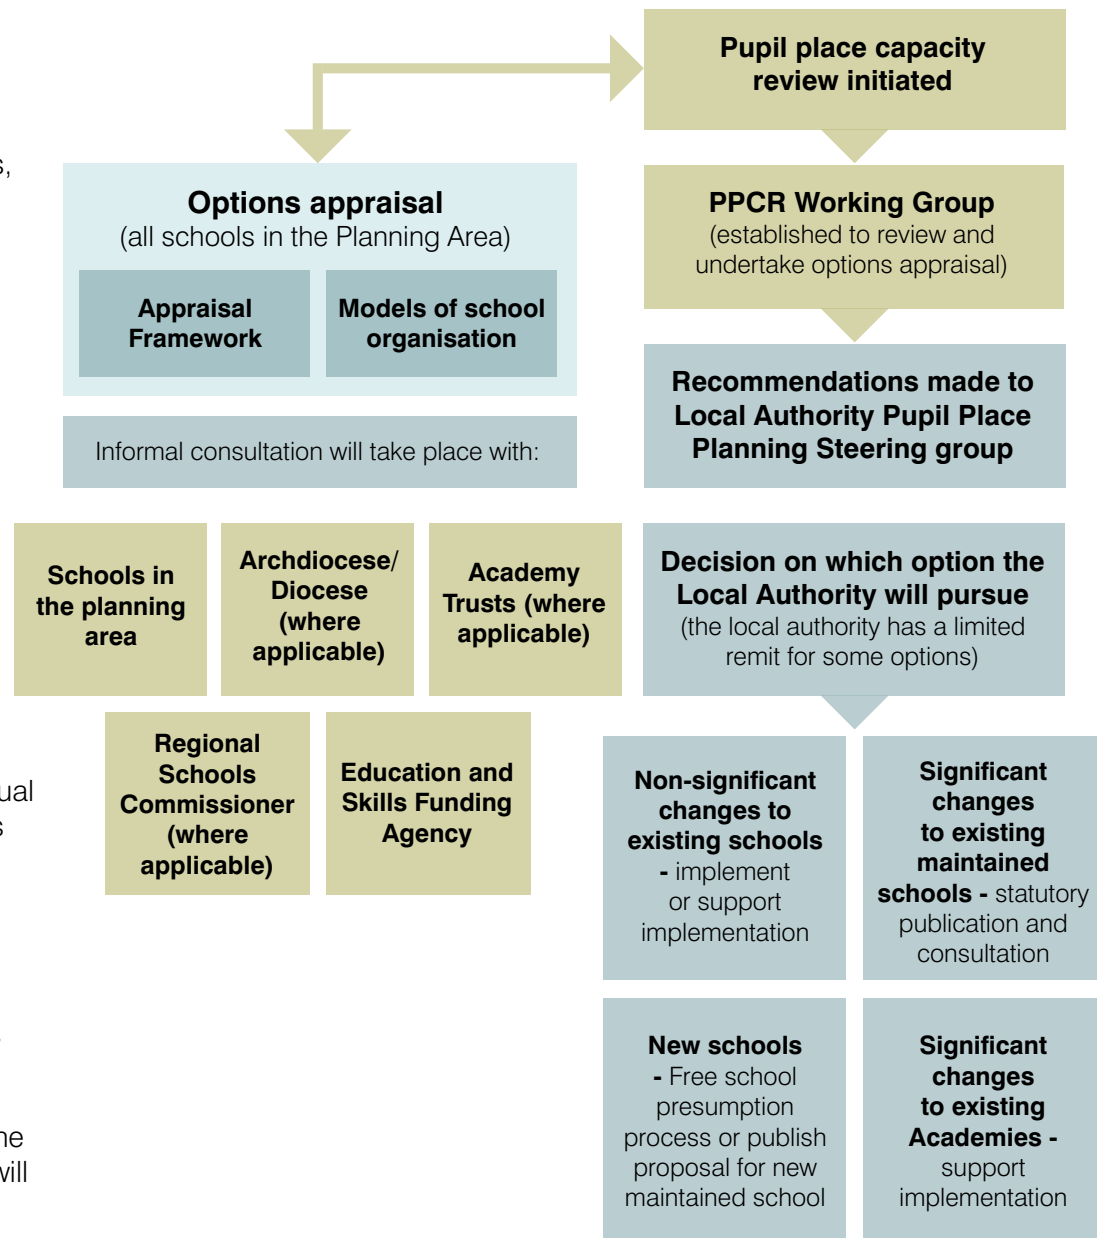 Pupil place capacity
review initiated
s,
Options appraisal
(all schools in the Planning Area)
Appraisal
Framework
Models of school
organisation
PPCR Working Group
(established to review and
undertake options appraisal)
Recommendations made to
Local Authority Pupil Place
Planning Steering group
Informal consultation will take place with:
Schools in
the planning
area
Archdiocese/
Diocese
(where
applicable)
Academy
Trusts (where
applicable)
Regional
Schools
Commissioner
(where
applicable)
Education and
Skills Funding
Agency
Decision on which option the
Local Authority will pursue
(the local authority has a limited
remit for some options)
ual
s
Non-significant
changes to
existing schools
- implement
or support
implementation
Significant
changes
to existing
maintained
schools - statutory
publication and
consultation
New schools
- Free school
presumption
process or publish
proposal for new
maintained school
Significant
changes
to existing
Academies -
support
implementation
ne
will